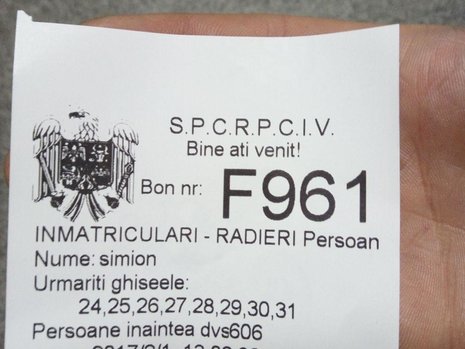 S.P.C.R.P.C.I.V.
Bine ati venit!
Bon nr: F961
INMATRICULARI - RADIERI Persoan
Nume: simion
Urmariti ghiseele:
24,25,26,27,28,29,30,31
Persoane inaintea dvs606